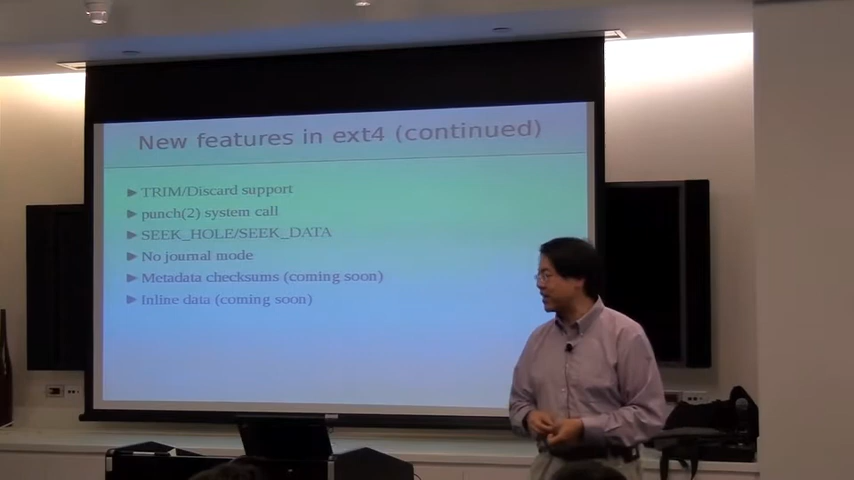 New features in ext4 (continued)
▶ TRIM/Discard support
▶ punch(2) system call
▶ SEEK_HOLE/SEEK_DATA
▶ No journal mode
▶ Metadata checksums (coming soon)
▶ Inline data (coming soon)